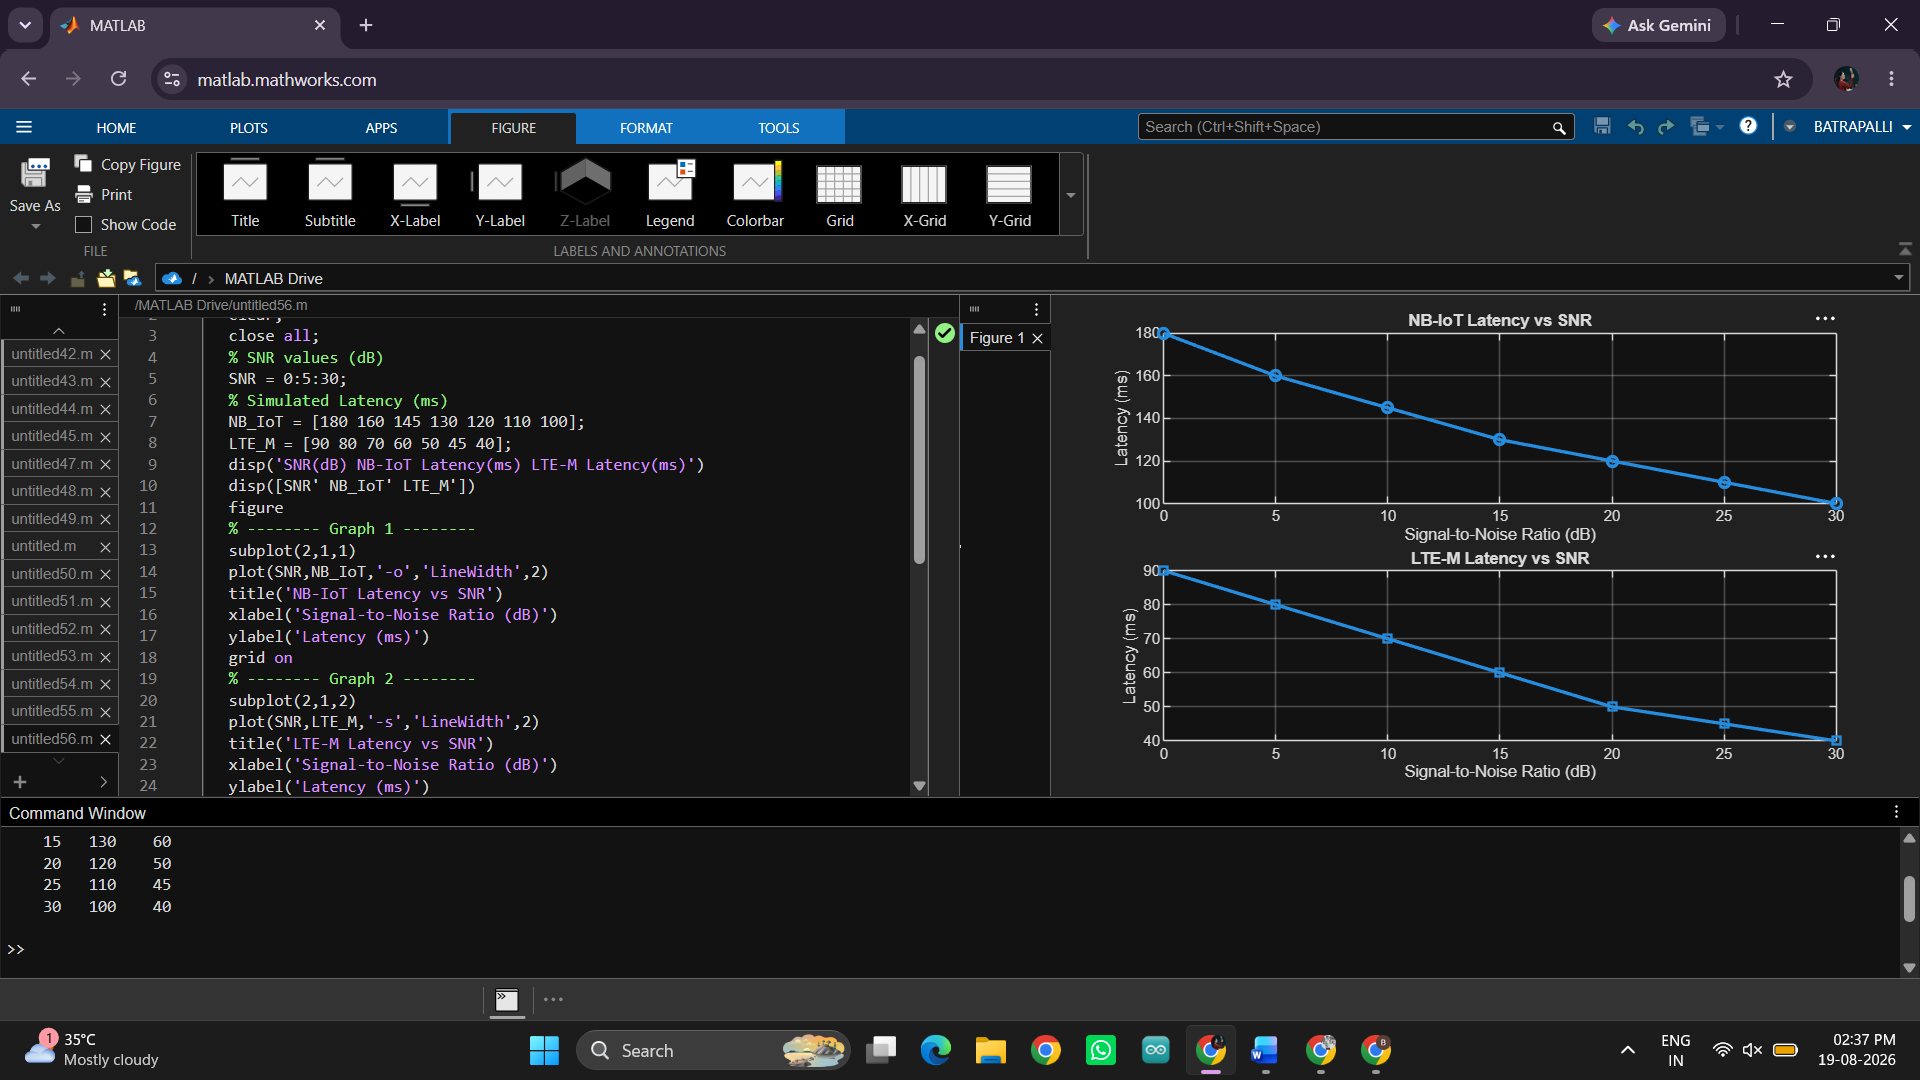 MATLAB
Ask Gemini
matlab.mathworks.com
HOME PLOTS APPS FIGURE FORMAT TOOLS
Search (Ctrl+Shift+Space)
BATRAPALLI
Save As
Copy Figure
Print
Show Code
FILE
Title Subtitle X-Label Y-Label Z-Label Legend Colorbar Grid X-Grid Y-Grid
LABELS AND ANNOTATIONS
/ MATLAB Drive
untitled42.m
untitled43.m
untitled44.m
untitled45.m
untitled47.m
untitled48.m
untitled49.m
untitled.m
untitled50.m
untitled51.m
untitled52.m
untitled53.m
untitled54.m
untitled55.m
untitled56.m
/MATLAB Drive/untitled56.m
2 clear;
3 close all;
4 % SNR values (dB)
5 SNR = 0:5:30;
6 % Simulated Latency (ms)
7 NB_IoT = [180 160 145 130 120 110 100];
8 LTE_M = [90 80 70 60 50 45 40];
9 disp('SNR(dB) NB-IoT Latency(ms) LTE-M Latency(ms)')
10 disp([SNR' NB_IoT' LTE_M'])
11 figure
12 % -------- Graph 1 --------
13 subplot(2,1,1)
14 plot(SNR,NB_IoT,'-o','LineWidth',2)
15 title('NB-IoT Latency vs SNR')
16 xlabel('Signal-to-Noise Ratio (dB)')
17 ylabel('Latency (ms)')
18 grid on
19 % -------- Graph 2 --------
20 subplot(2,1,2)
21 plot(SNR,LTE_M,'-s','LineWidth',2)
22 title('LTE-M Latency vs SNR')
23 xlabel('Signal-to-Noise Ratio (dB)')
24 ylabel('Latency (ms)')
Figure 1
NB-IoT Latency vs SNR
Latency (ms)
180
160
140
120
100
0 5 10 15 20 25 30
Signal-to-Noise Ratio (dB)
LTE-M Latency vs SNR
Latency (ms)
90
80
70
60
50
40
0 5 10 15 20 25 30
Signal-to-Noise Ratio (dB)
Command Window
15 130 60
20 120 50
25 110 45
30 100 40
>>
1
35°C
Mostly cloudy
Search
ENG
IN
02:37 PM
19-08-2026